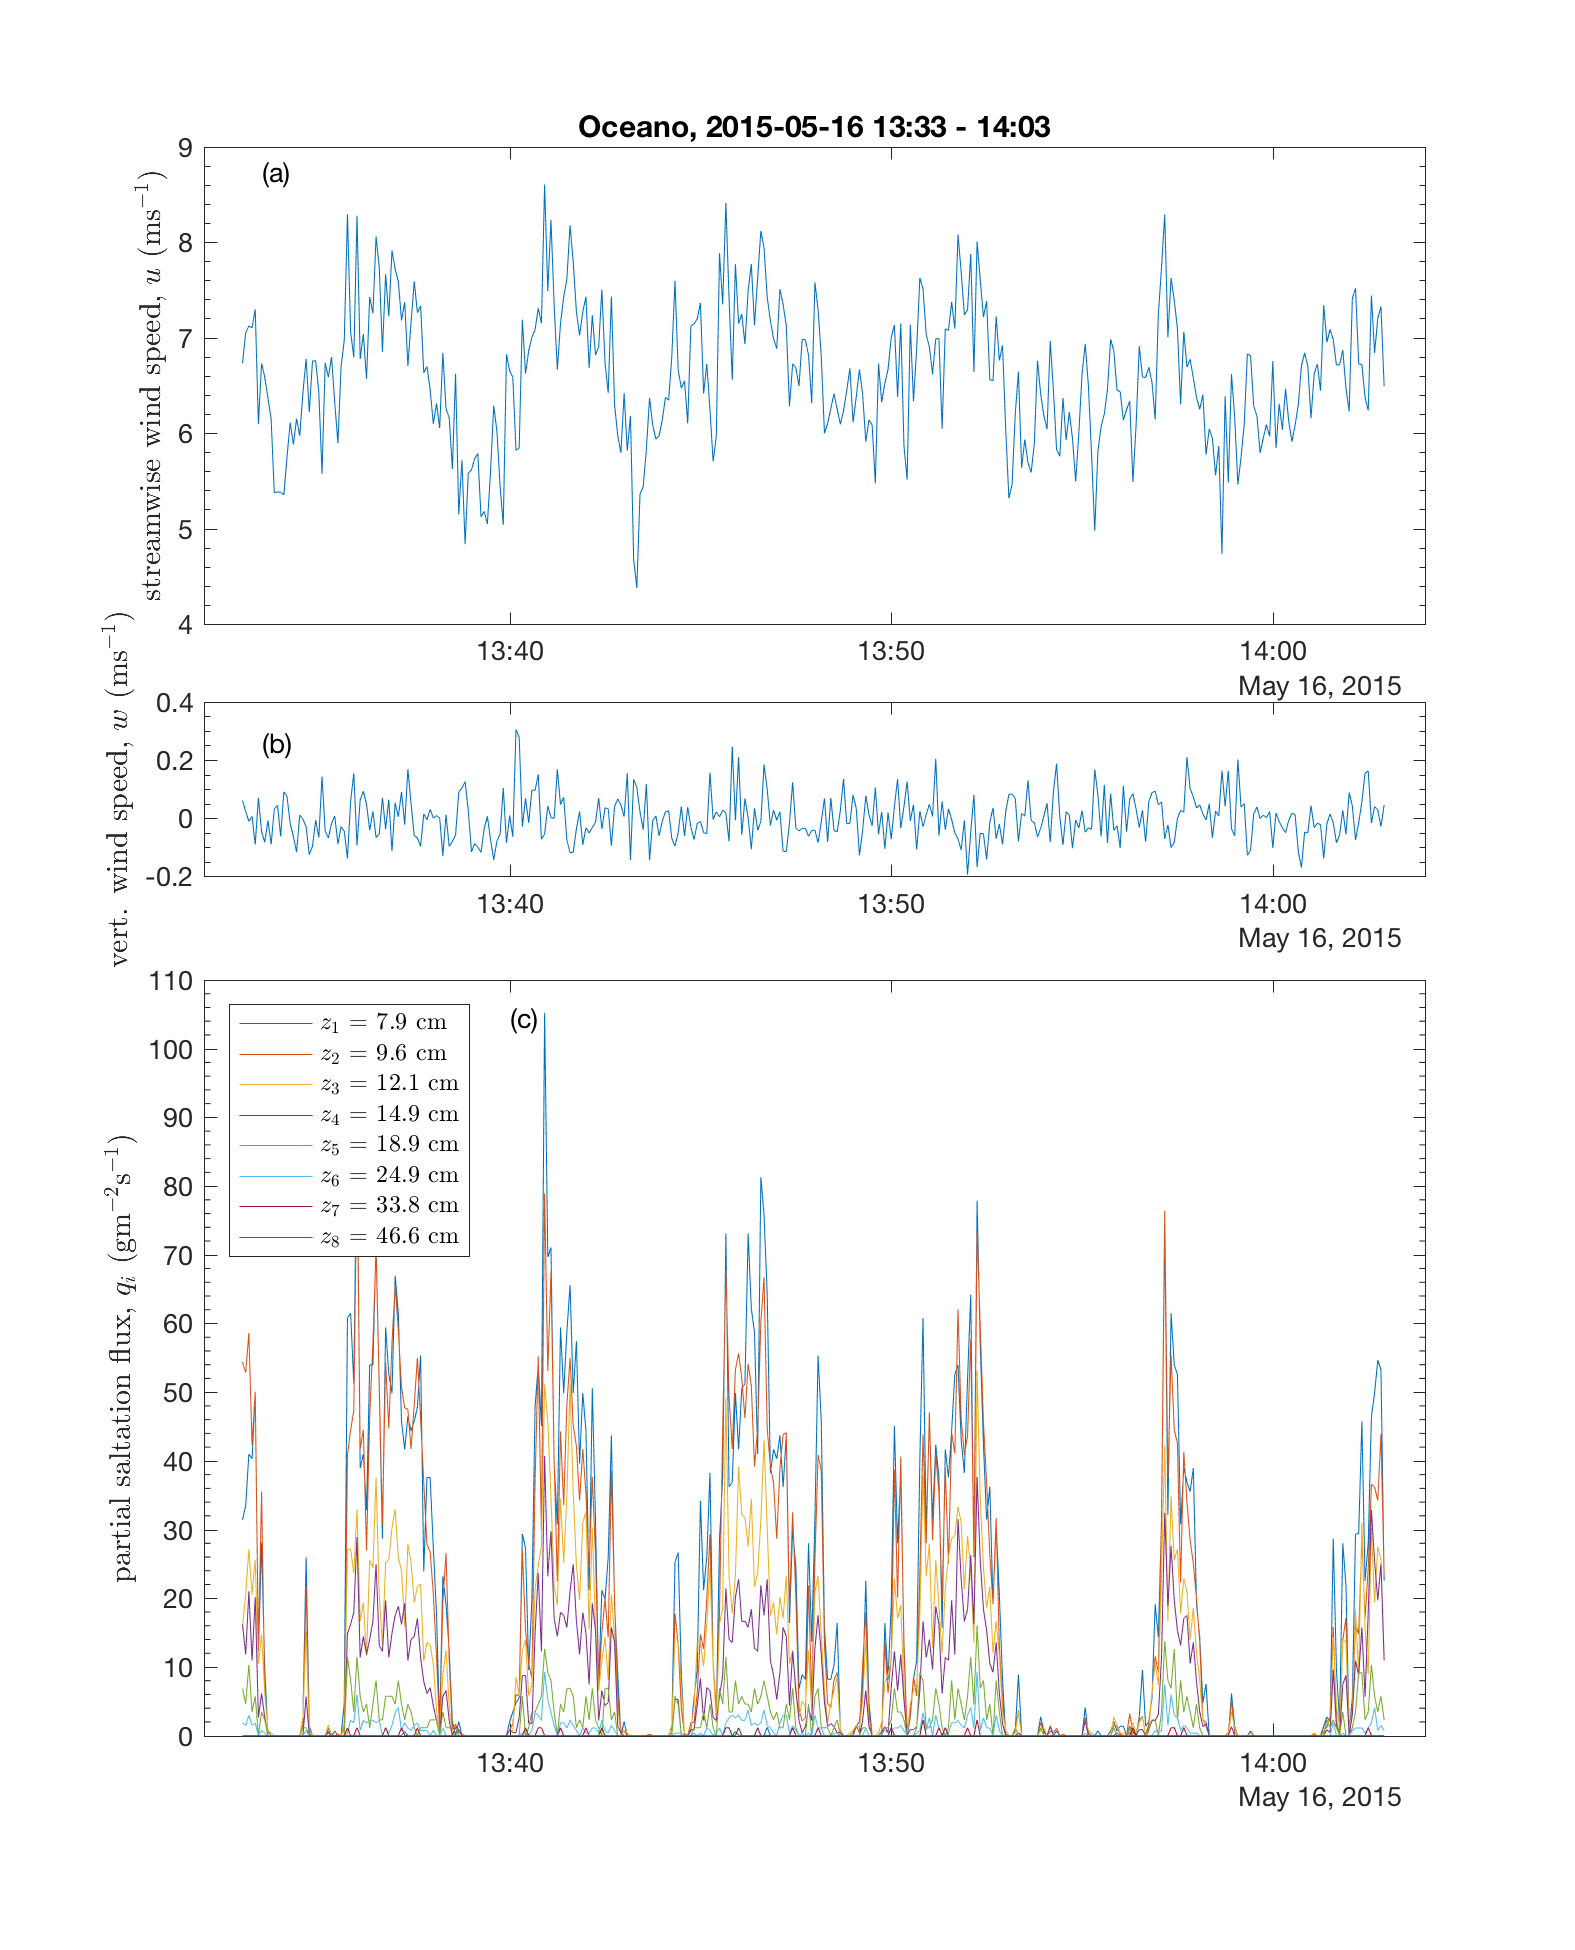 Oceano, 2015-05-16 13:33 - 14:03
(a)
streamwise wind speed, u (ms⁻¹)
9
8
7
6
5
4
13:40 13:50 14:00
May 16, 2015
(b)
vert. wind speed, w (ms⁻¹)
0.4
0.2
0
-0.2
13:40 13:50 14:00
May 16, 2015
(c)
partial saltation flux, qᵢ (gm⁻²s⁻¹)
110
100
90
80
70
60
50
40
30
20
10
0
z₁ = 7.9 cm
z₂ = 9.6 cm
z₃ = 12.1 cm
z₄ = 14.9 cm
z₅ = 18.9 cm
z₆ = 24.9 cm
z₇ = 33.8 cm
z₈ = 46.6 cm
13:40 13:50 14:00
May 16, 2015